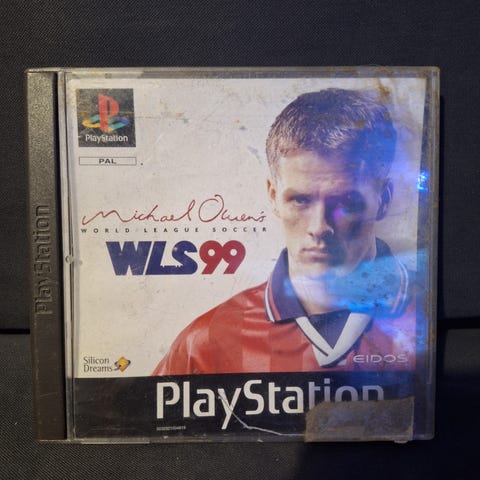 PlayStation
PlayStation
PAL
Michael Owen's
WORLD LEAGUE SOCCER
WLS99
Silicon
Dreams
EIDOS
PlayStation